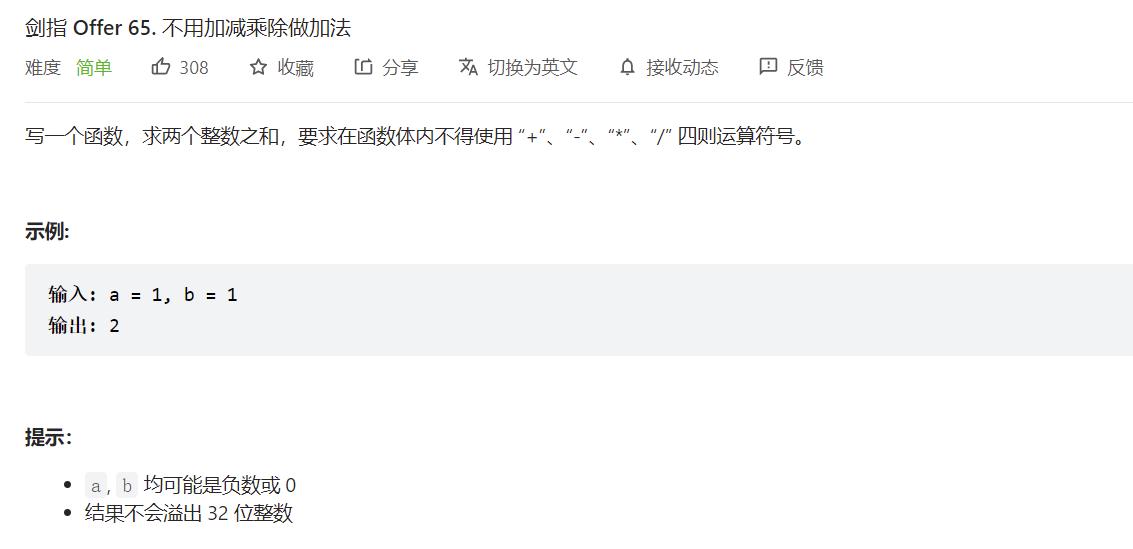 剑指 Offer 65. 不用加减乘除做加法
难度 简单 308 收藏 分享 切换为英文 接收动态 反馈
写一个函数，求两个整数之和，要求在函数体内不得使用 “+”、“-”、“*”、“/” 四则运算符号。
示例:
输入: a = 1, b = 1
输出: 2
提示：
a, b 均可能是负数或 0
结果不会溢出 32 位整数